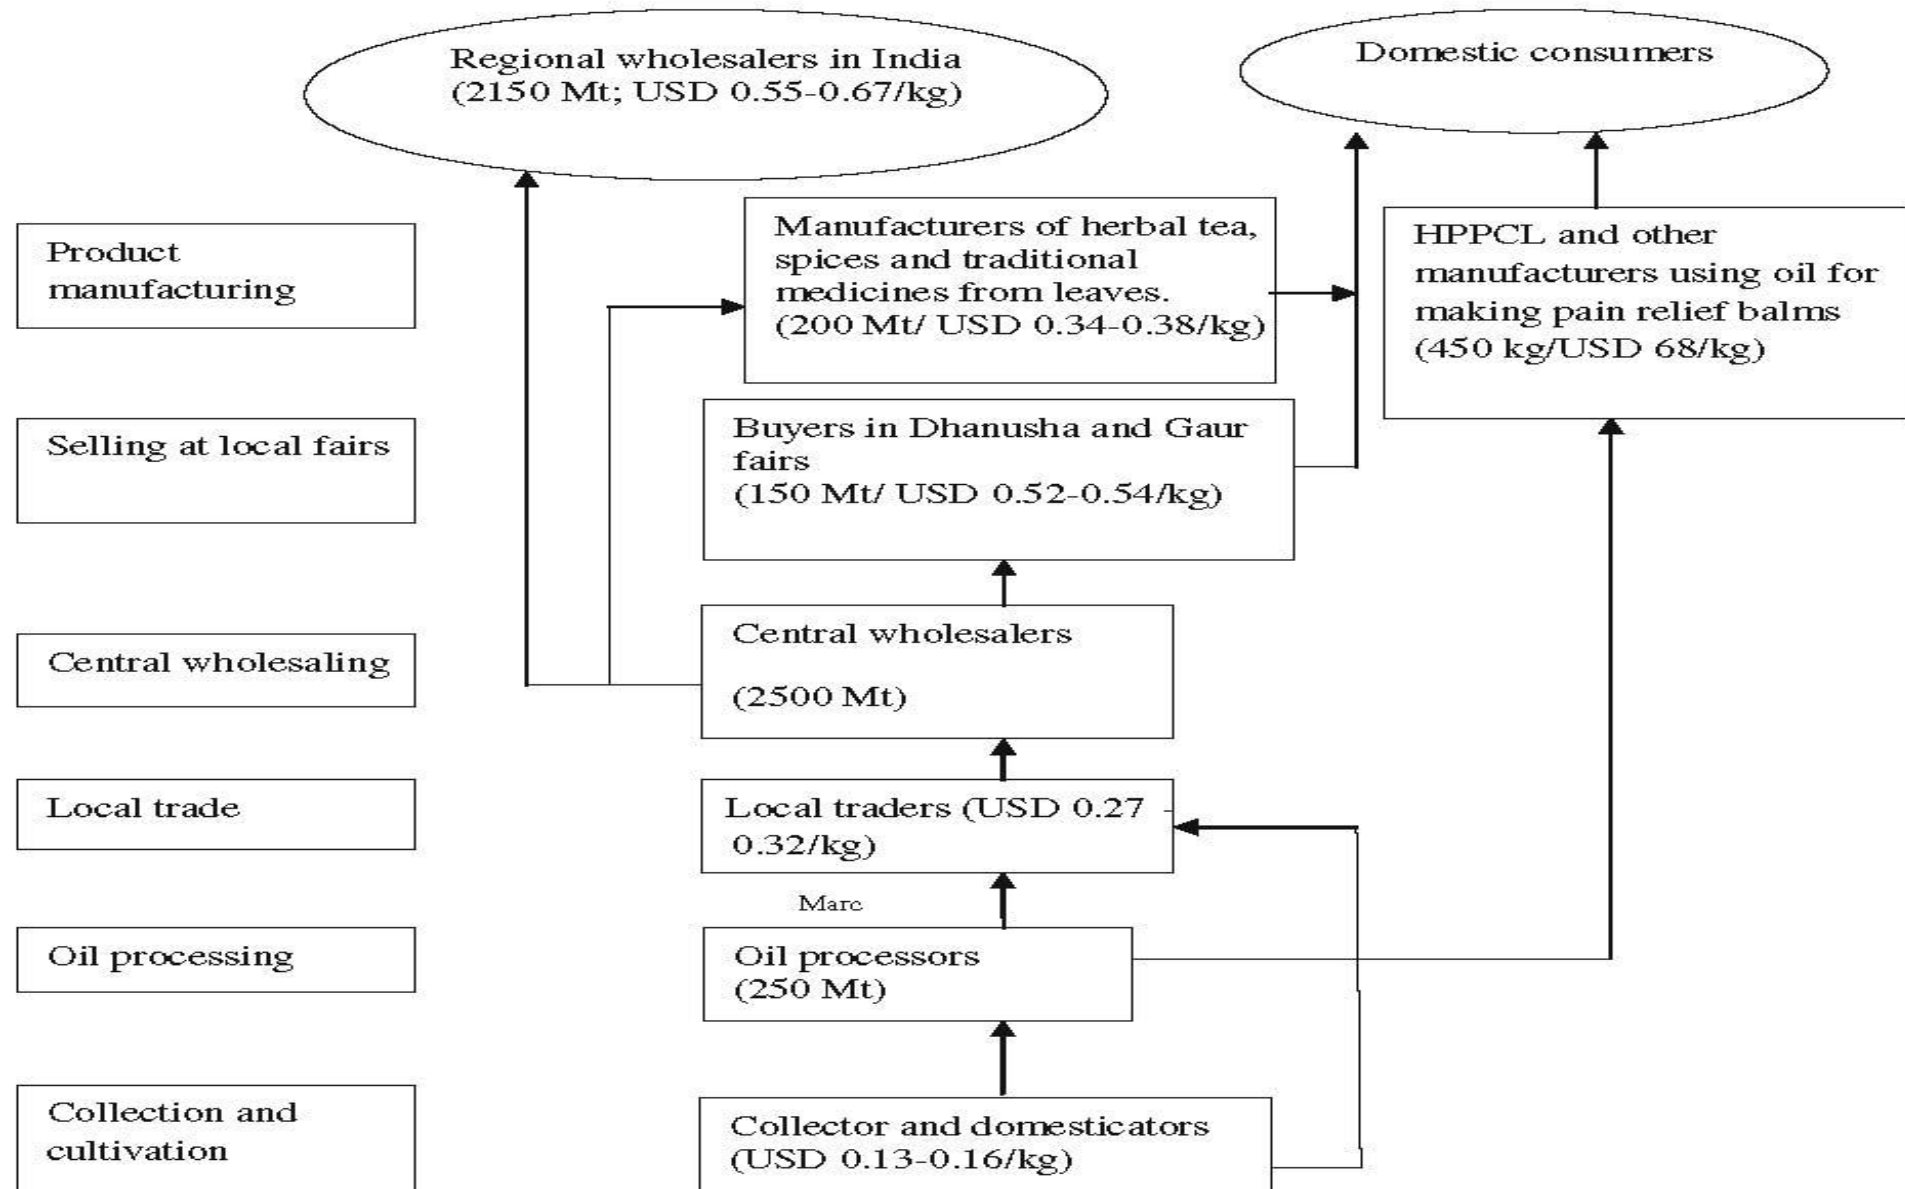 Regional wholesalers in India
(2150 Mt; USD 0.55-0.67/kg)
Domestic consumers
Product
manufacturing
Manufacturers of herbal tea,
spices and traditional
medicines from leaves.
(200 Mt/ USD 0.34-0.38/kg)
HPPCL and other
manufacturers using oil for
making pain relief balms
(450 kg/USD 68/kg)
Selling at local fairs
Buyers in Dhanusha and Gaur
fairs
(150 Mt/ USD 0.52-0.54/kg)
Central wholesaling
Central wholesalers
(2500 Mt)
Local trade
Local traders (USD 0.27 -
0.32/kg)
Marc
Oil processing
Oil processors
(250 Mt)
Collection and
cultivation
Collector and domesticators
(USD 0.13-0.16/kg)